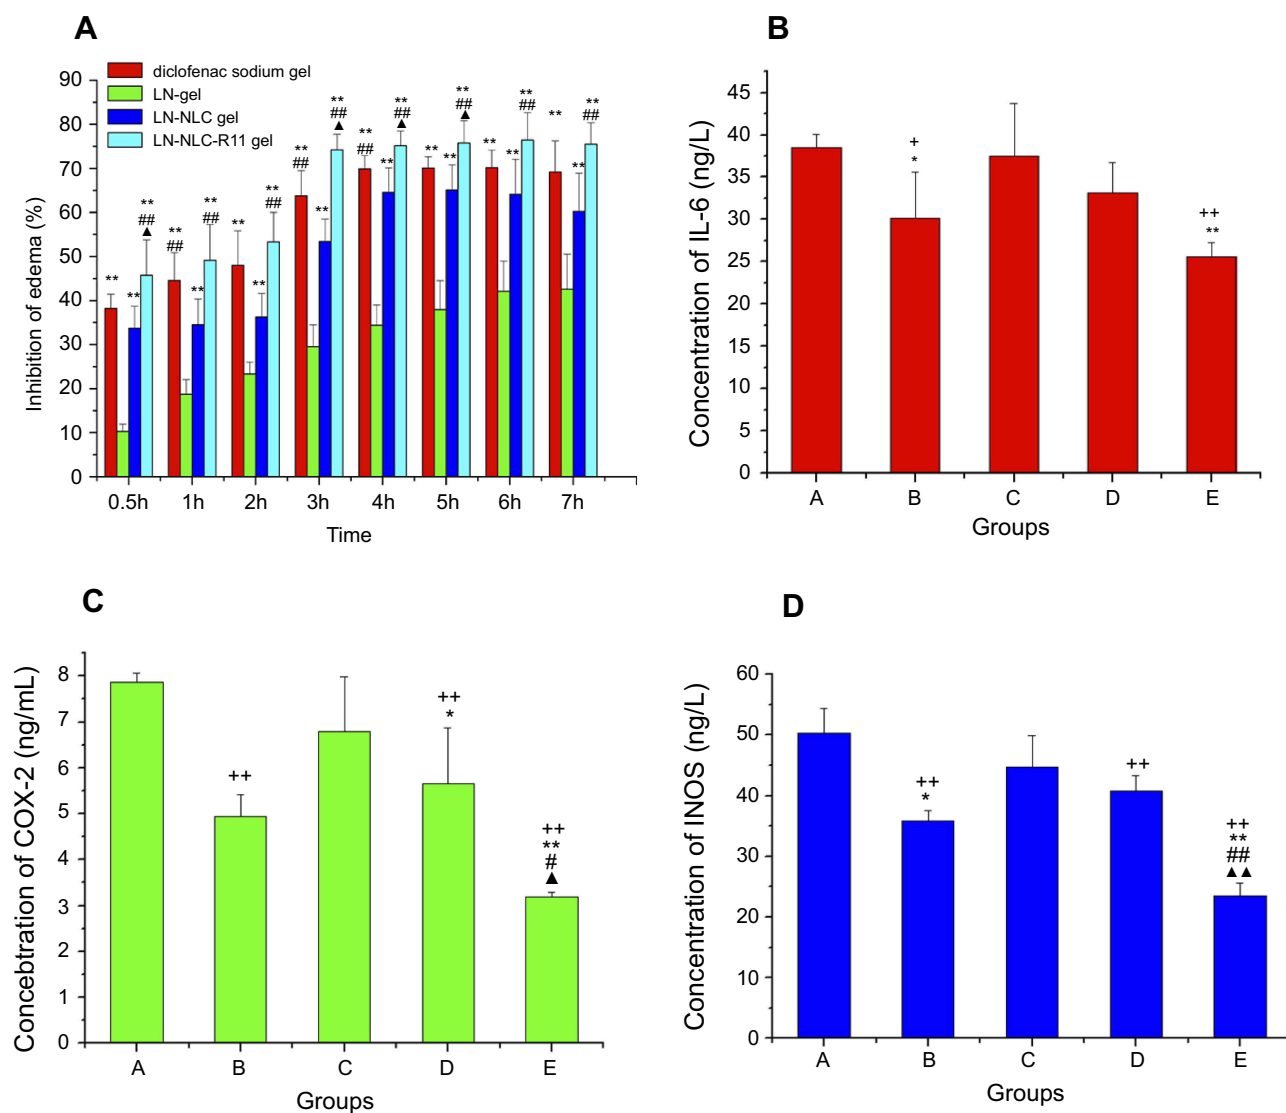 A
diclofenac sodium gel
LN-gel
LN-NLC gel
LN-NLC-R11 gel
Inhibition of edema (%)
90
80
70
60
50
40
30
20
10
0
** ** ## ▲
** ** ## ** ** ##
** ** ** ##
** ## ** ** ## ▲
** ## ** ** ## ▲
** ** ** ## ▲
** ** ** ##
** ** ** ##
0.5h 1h 2h 3h 4h 5h 6h 7h
Time
B
Concentration of IL-6 (ng/L)
45
40
35
30
25
20
15
10
5
0
+
*
++
**
A B C D E
Groups
C
Concebtration of COX-2 (ng/mL)
8
7
6
5
4
3
2
1
0
++
++
*
++
**
#
▲
A B C D E
Groups
D
Concentration of INOS (ng/L)
60
50
40
30
20
10
0
++
*
++
++
**
##
▲▲
A B C D E
Groups